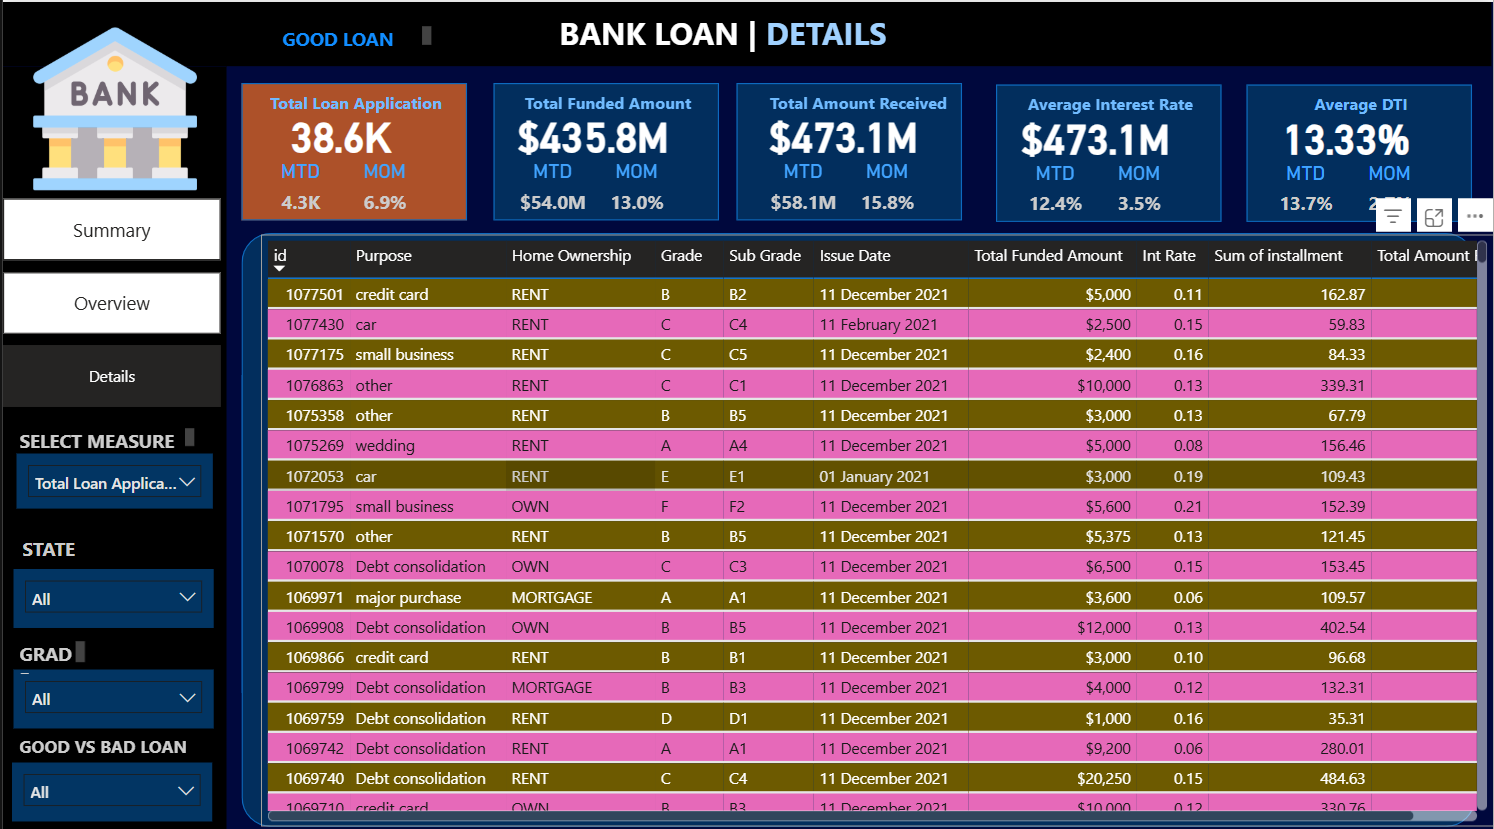 BANK
GOOD LOAN
BANK LOAN | DETAILS
Total Loan Application
38.6K
MTD MOM
4.3K 6.9%
Total Funded Amount
$435.8M
MTD MOM
$54.0M 13.0%
Total Amount Received
$473.1M
MTD MOM
$58.1M 15.8%
Average Interest Rate
$473.1M
MTD MOM
12.4% 3.5%
Average DTI
13.33%
MTD MOM
13.7%
Summary
Overview
Details
SELECT MEASURE
Total Loan Applica...
STATE
All
GRAD
All
GOOD VS BAD LOAN
All
id Purpose Home Ownership Grade Sub Grade Issue Date Total Funded Amount Int Rate Sum of installment Total Amount
1077501 credit card RENT B B2 11 December 2021 $5,000 0.11 162.87
1077430 car RENT C C4 11 February 2021 $2,500 0.15 59.83
1077175 small business RENT C C5 11 December 2021 $2,400 0.16 84.33
1076863 other RENT C C1 11 December 2021 $10,000 0.13 339.31
1075358 other RENT B B5 11 December 2021 $3,000 0.13 67.79
1075269 wedding RENT A A4 11 December 2021 $5,000 0.08 156.46
1072053 car RENT E E1 01 January 2021 $3,000 0.19 109.43
1071795 small business OWN F F2 11 December 2021 $5,600 0.21 152.39
1071570 other RENT B B5 11 December 2021 $5,375 0.13 121.45
1070078 Debt consolidation OWN C C3 11 December 2021 $6,500 0.15 153.45
1069971 major purchase MORTGAGE A A1 11 December 2021 $3,600 0.06 109.57
1069908 Debt consolidation OWN B B5 11 December 2021 $12,000 0.13 402.54
1069866 credit card RENT B B1 11 December 2021 $3,000 0.10 96.68
1069799 Debt consolidation MORTGAGE B B3 11 December 2021 $4,000 0.12 132.31
1069759 Debt consolidation RENT D D1 11 December 2021 $1,000 0.16 35.31
1069742 Debt consolidation RENT A A1 11 December 2021 $9,200 0.06 280.01
1069740 Debt consolidation RENT C C4 11 December 2021 $20,250 0.15 484.63
1069710 credit card OWN B B3 11 December 2021 $10,000 0.12 330.76